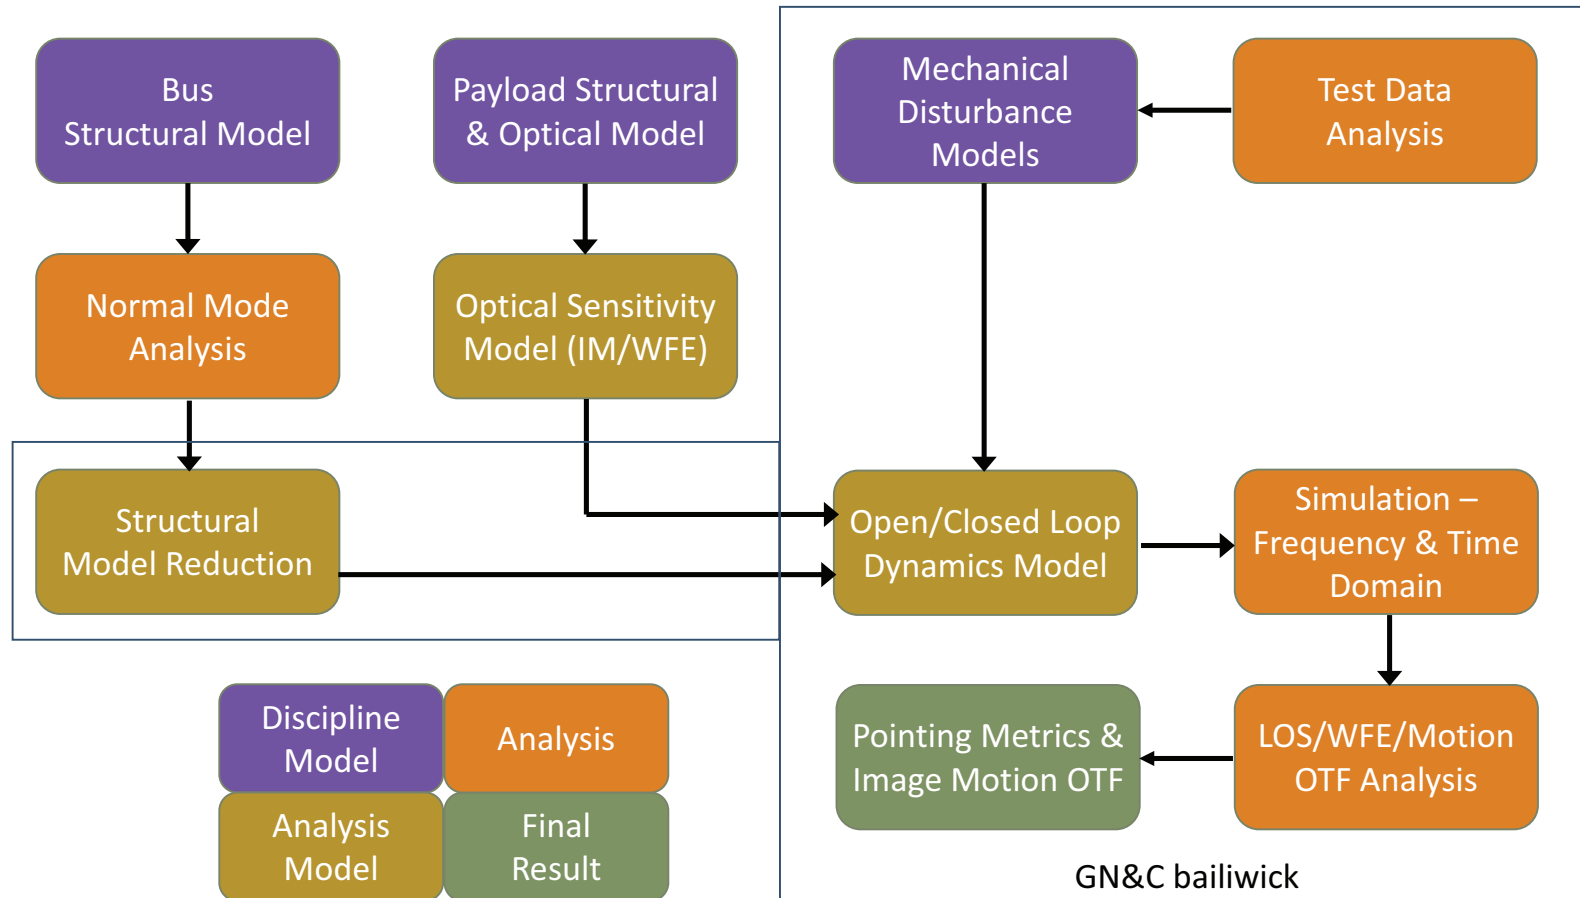 Bus
Structural Model
Payload Structural
& Optical Model
Mechanical
Disturbance
Models
Test Data
Analysis
Normal Mode
Analysis
Optical Sensitivity
Model (IM/WFE)
Structural
Model Reduction
Open/Closed Loop
Dynamics Model
Simulation –
Frequency & Time
Domain
Discipline
Model
Analysis
Analysis
Model
Final
Result
Pointing Metrics &
Image Motion OTF
LOS/WFE/Motion
OTF Analysis
GN&C bailiwick